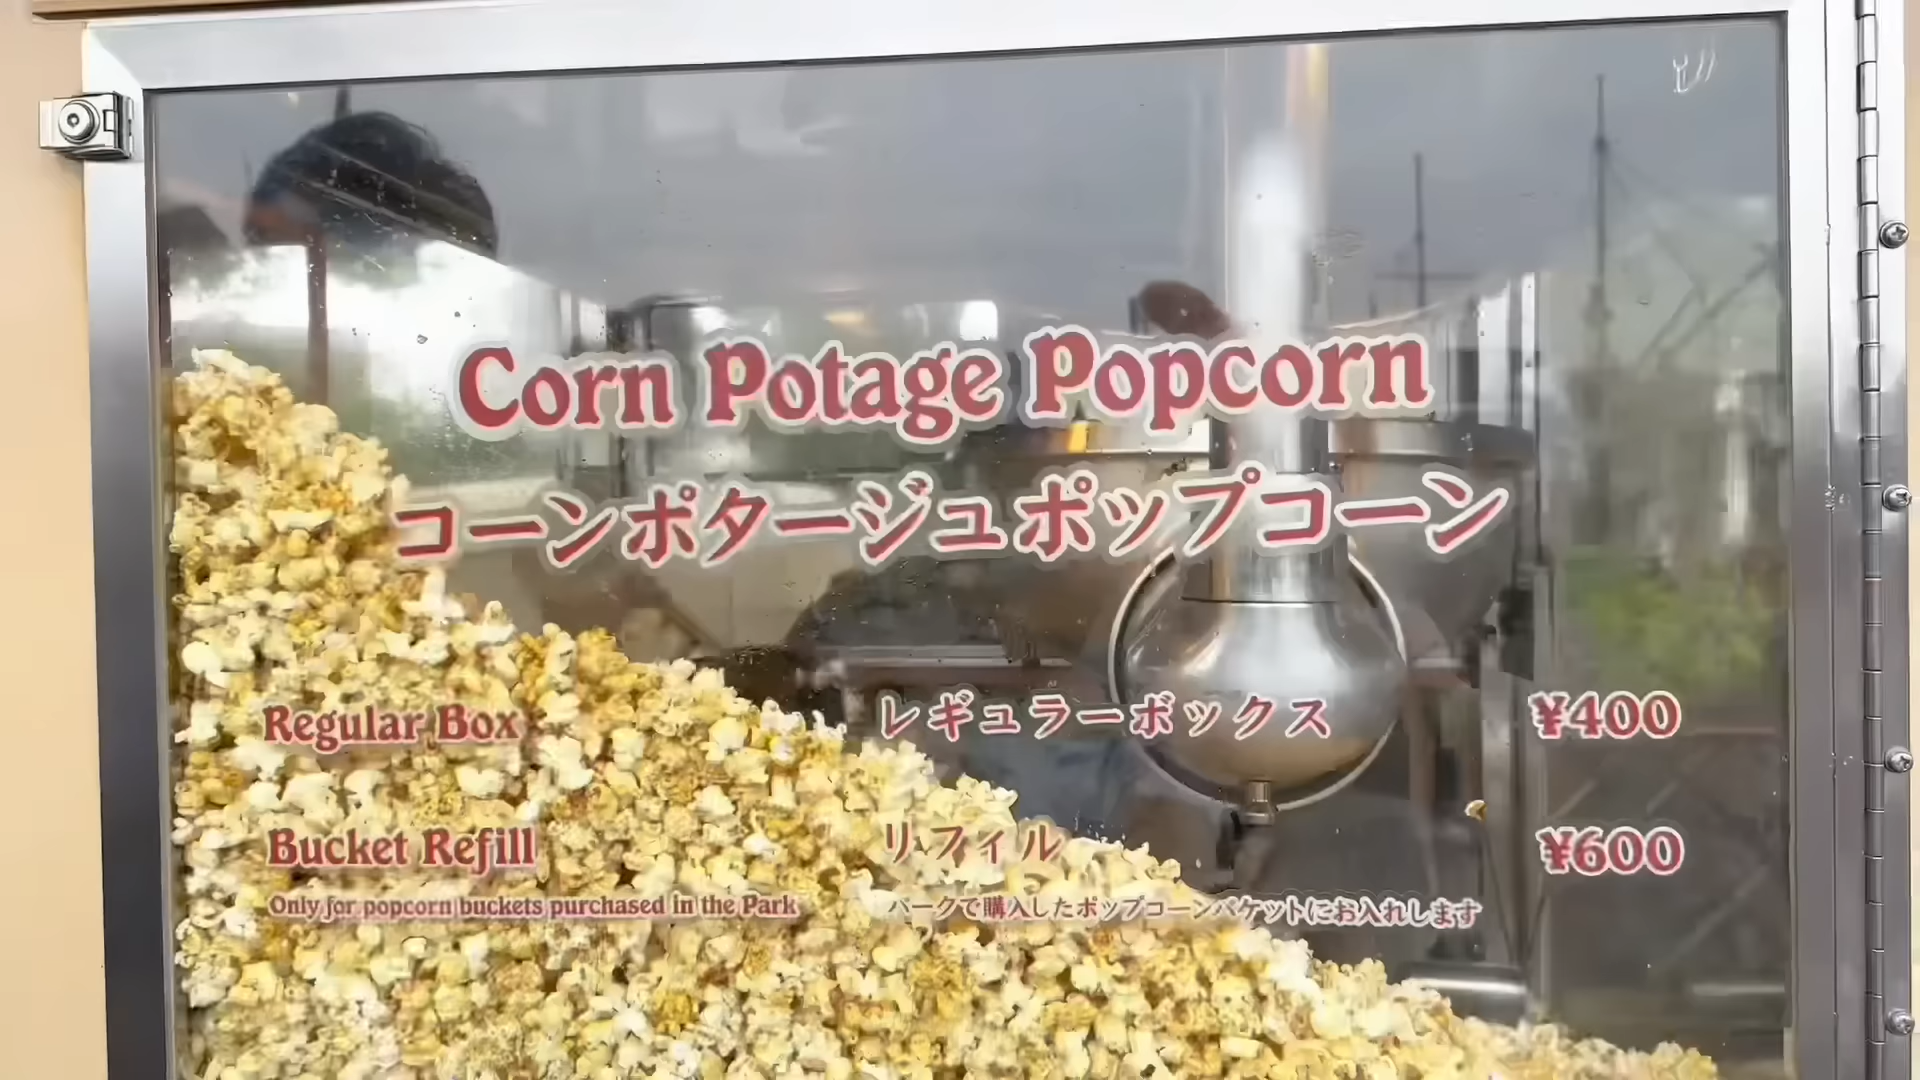 Corn Potage Popcorn
コーンポタージュポップコーン
Regular Box レギュラーボックス ¥400
Bucket Refill リフィル ¥600
Only for popcorn buckets purchased in the Park パークで購入したポップコーンバケットにお入れします